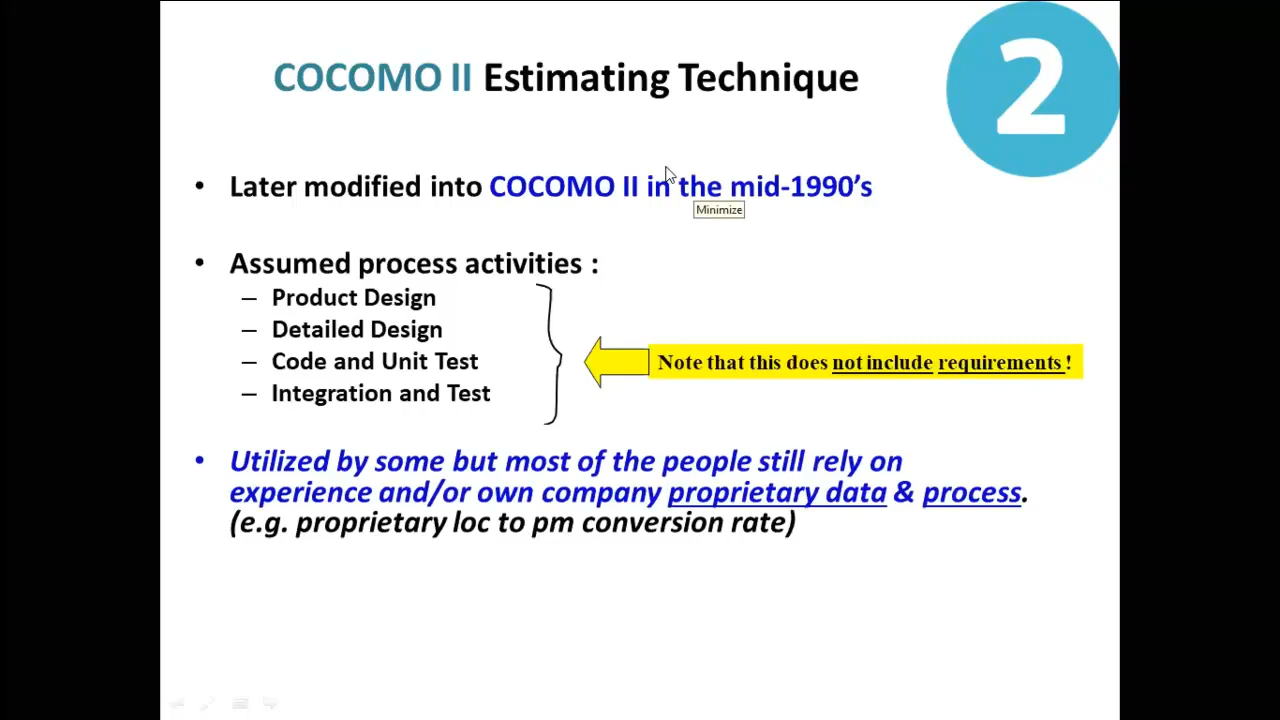 COCOMO II Estimating Technique
2
• Later modified into COCOMO II in the mid-1990’s
Minimize
• Assumed process activities :
– Product Design
– Detailed Design
– Code and Unit Test
– Integration and Test
Note that this does not include requirements !
• Utilized by some but most of the people still rely on
experience and/or own company proprietary data & process.
(e.g. proprietary loc to pm conversion rate)